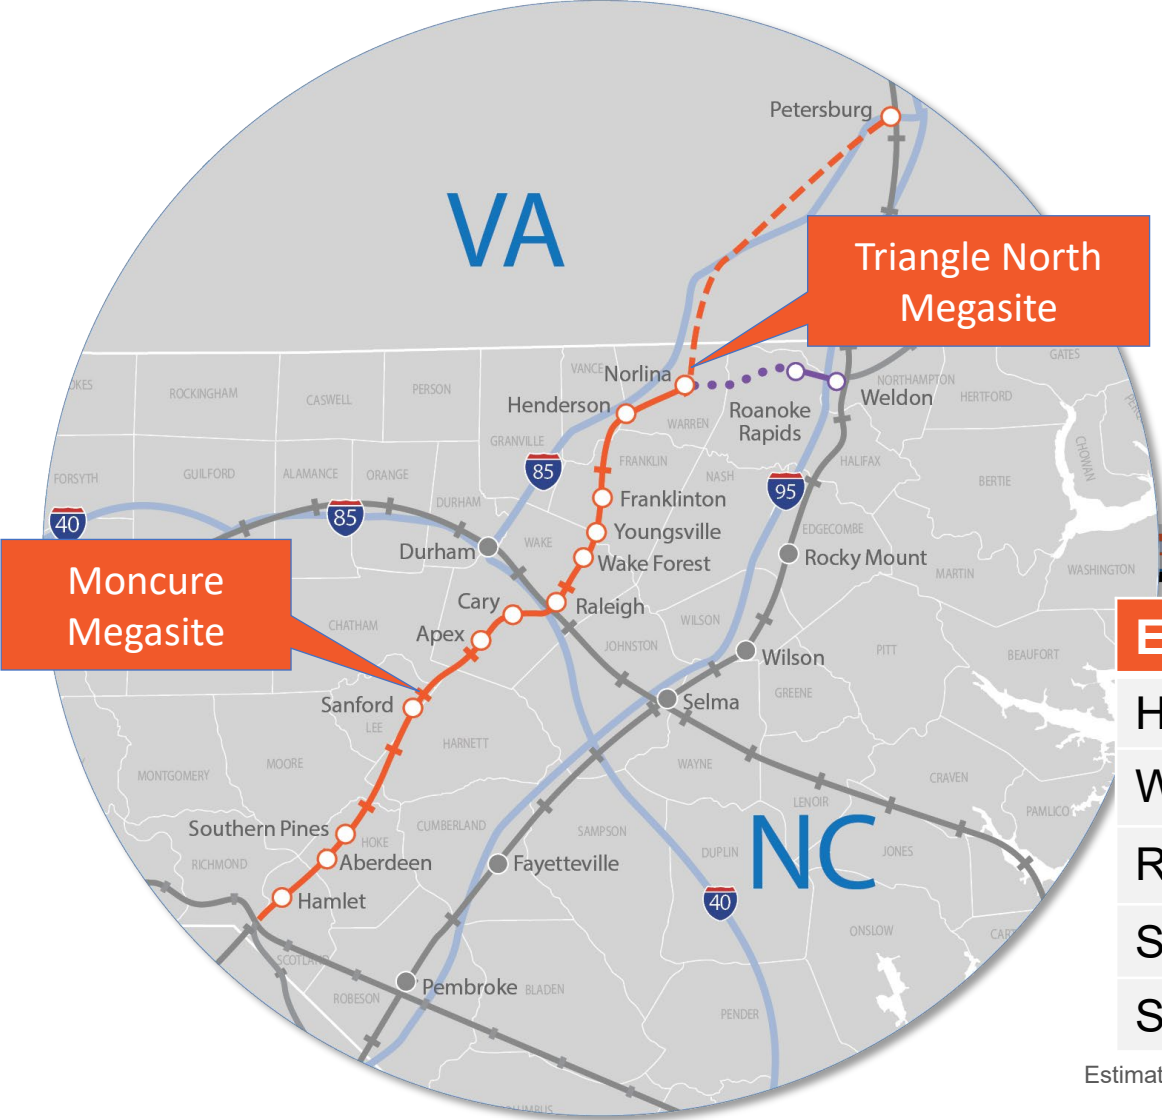 Petersburg
VA
Triangle North
Megasite
GATES
VANCE
Norlina
NORTHAMPTON
ROCKINGHAM
PERSON
CASWELL
HERTFORD
Weldon
Henderson
Roanoke
Rapids
WARREN
GRANVILLE
CHOWAN
FORSYTH
GUILFORD
ALAMANCE
ORANGE
85
FRANKLIN
NASH
HALIFAX
BERTIE
95
Franklinton
DURHAM
40
85
Youngsville
EDGECOMBE
Durham
WAKE
Wake Forest
Rocky Mount
MARTIN
WASHINGTON
Moncure
Megasite
Cary
Raleigh
WILSON
CHATHAM
Apex
JOHNSTON
PITT
BEAUFORT
Wilson
E
Sanford
LEE
Selma
GREENE
H
HARNETT
MOORE
MONTGOMERY
WAYNE
CRAVEN
W
LENOIR
PAMLICO
Southern Pines
HOKE
CUMBERLAND
SAMPSON
NC
DUPLIN
JONES
R
RICHMOND
Aberdeen
Fayetteville
Hamlet
40
ONSLOW
S
SCOTLAND
Pembroke
BLADEN
ROBESON
PENDER
S
Estimat